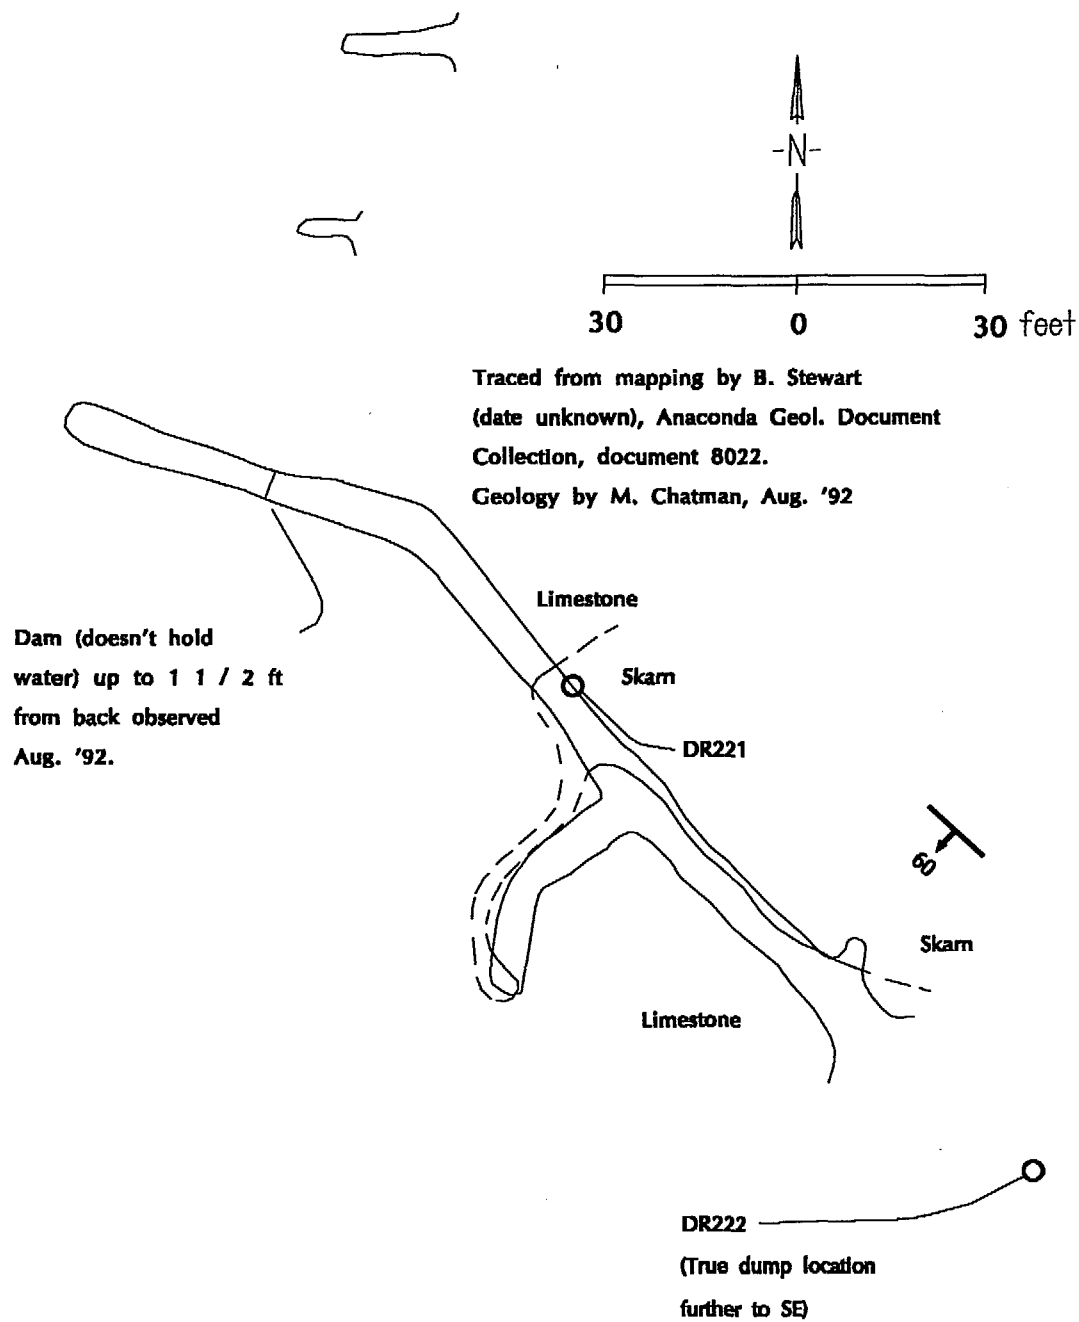 -N-
30 0 30 feet
Traced from mapping by B. Stewart
(date unknown), Anaconda Geol. Document
Collection, document 8022.
Geology by M. Chatman, Aug. '92
Limestone
Dam (doesn't hold
water) up to 1 1 / 2 ft
from back observed
Aug. '92.
Skarn
DR221
60
Skarn
Limestone
DR222
(True dump location
further to SE)